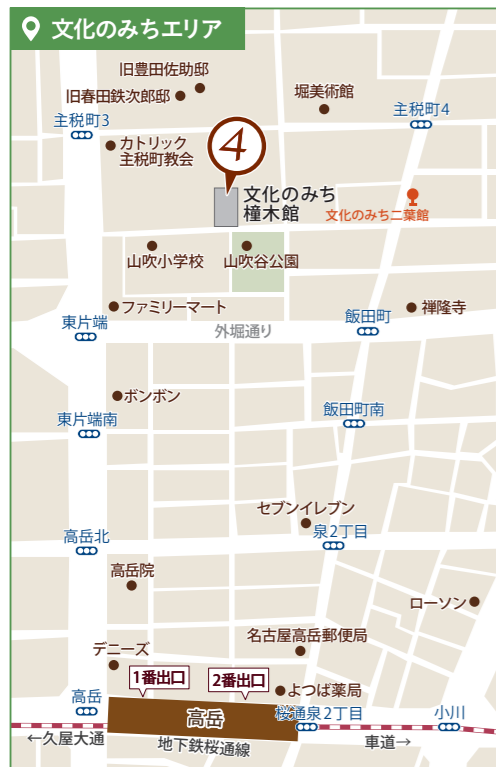 文化のみちエリア
旧豊田佐助邸
旧春田鉄次郎邸
堀美術館
主税町3
主税町4
カトリック
主税町教会
4
文化のみち
橦木館
文化のみち二葉館
山吹小学校
山吹谷公園
ファミリーマート
禅隆寺
東片端
飯田町
外堀通り
ボンボン
東片端南
飯田町南
セブンイレブン
高岳北
泉2丁目
高岳院
ローソン
名古屋高岳郵便局
デニーズ
1番出口
2番出口
よつば薬局
高岳
高岳
桜通泉2丁目
小川
←久屋大通
地下鉄桜通線
車道→